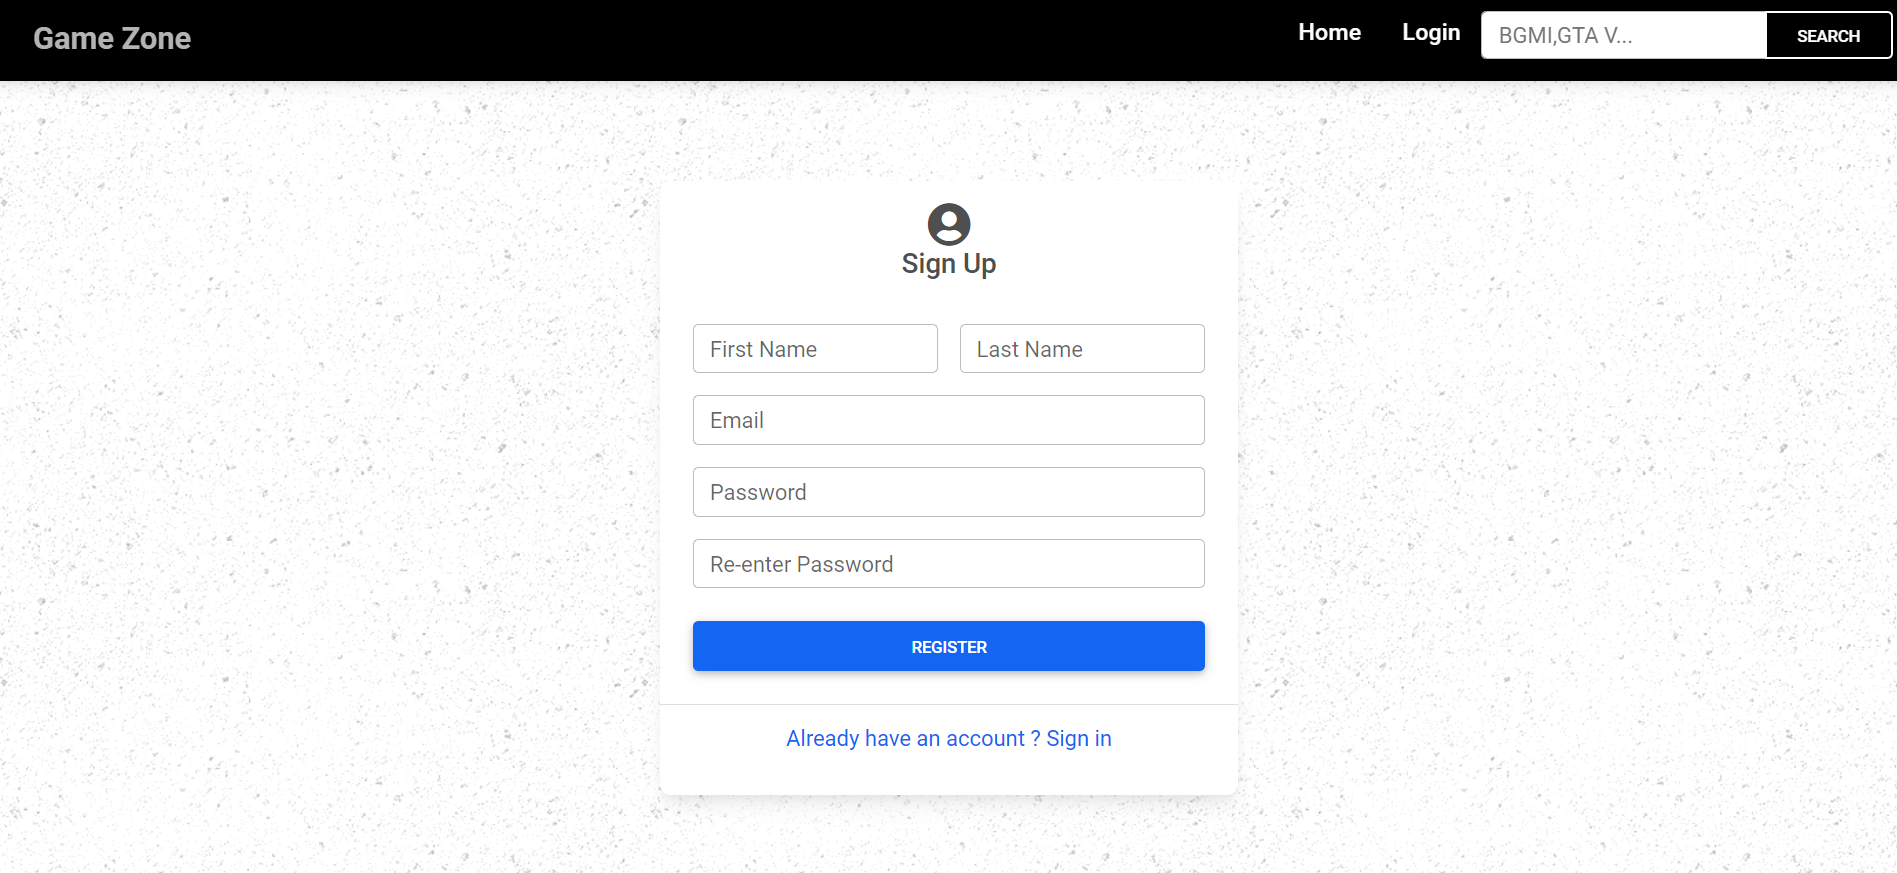 Game Zone
Home Login BGMI,GTA V... SEARCH
Sign Up
First Name Last Name
Email
Password
Re-enter Password
REGISTER
Already have an account ? Sign in